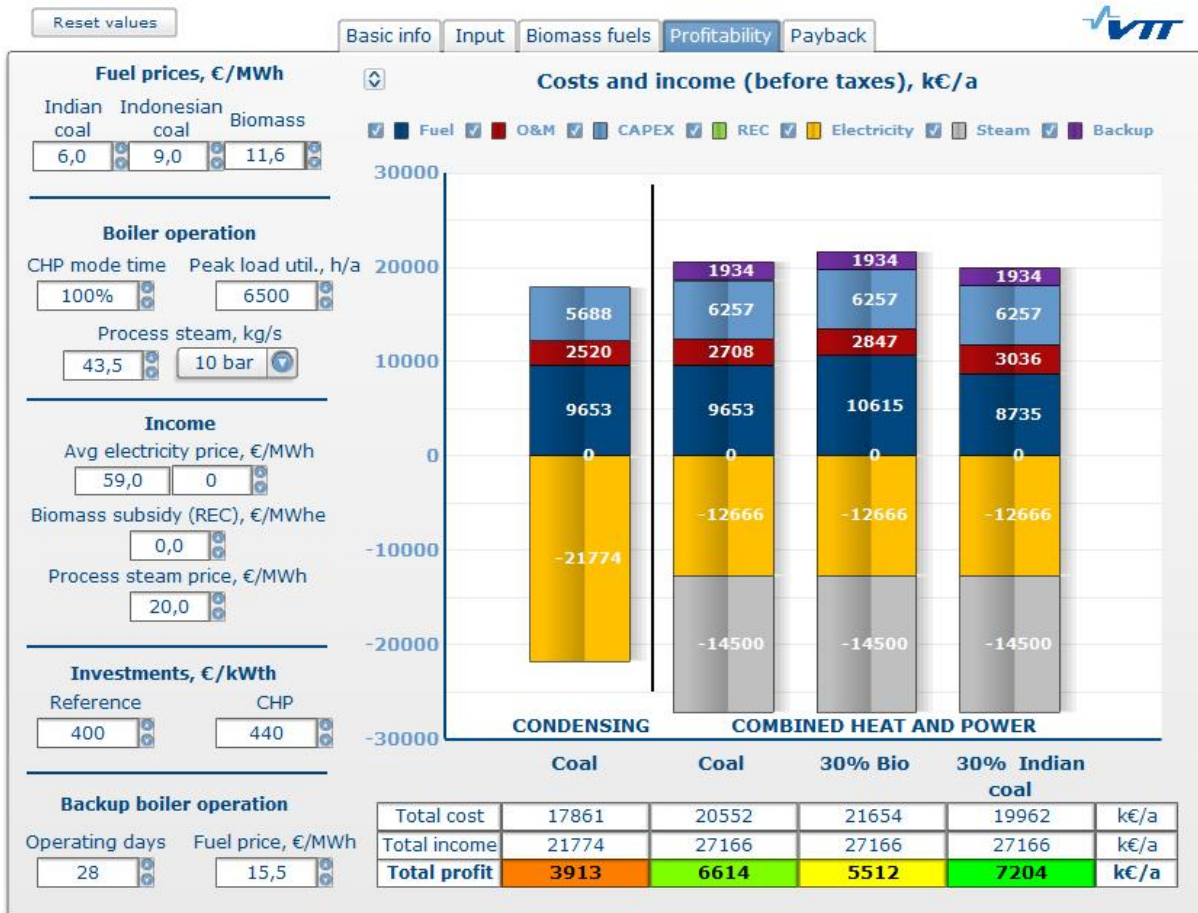 Reset values
Basic info Input Biomass fuels Profitability Payback
VTT
Fuel prices, €/MWh
Indian coal Indonesian coal Biomass
6,0 9,0 11,6
Boiler operation
CHP mode time Peak load util., h/a
100% 6500
Process steam, kg/s
43,5 10 bar
Income
Avg electricity price, €/MWh
59,0 0
Biomass subsidy (REC), €/MWhe
0,0
Process steam price, €/MWh
20,0
Investments, €/kWth
Reference CHP
400 440
Backup boiler operation
Operating days Fuel price, €/MWh
28 15,5
Costs and income (before taxes), k€/a
Fuel O&M CAPEX REC Electricity Steam Backup
30000
20000
10000
0
-10000
-20000
-30000
5688
2520
9653
0
-21774
1934
6257
2708
9653
0
-12666
-14500
1934
6257
2847
10615
0
-12666
-14500
1934
6257
3036
8735
0
-12666
-14500
CONDENSING COMBINED HEAT AND POWER
Coal Coal 30% Bio 30% Indian coal
Total cost 17861 20552 21654 19962 k€/a
Total income 21774 27166 27166 27166 k€/a
Total profit 3913 6614 5512 7204 k€/a